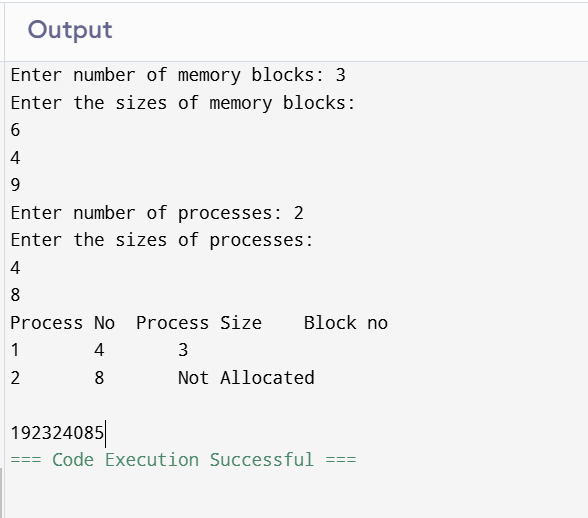 Output
Enter number of memory blocks: 3
Enter the sizes of memory blocks:
6
4
9
Enter number of processes: 2
Enter the sizes of processes:
4
8
Process No  Process Size    Block no
1       4       3
2       8       Not Allocated
192324085
=== Code Execution Successful ===